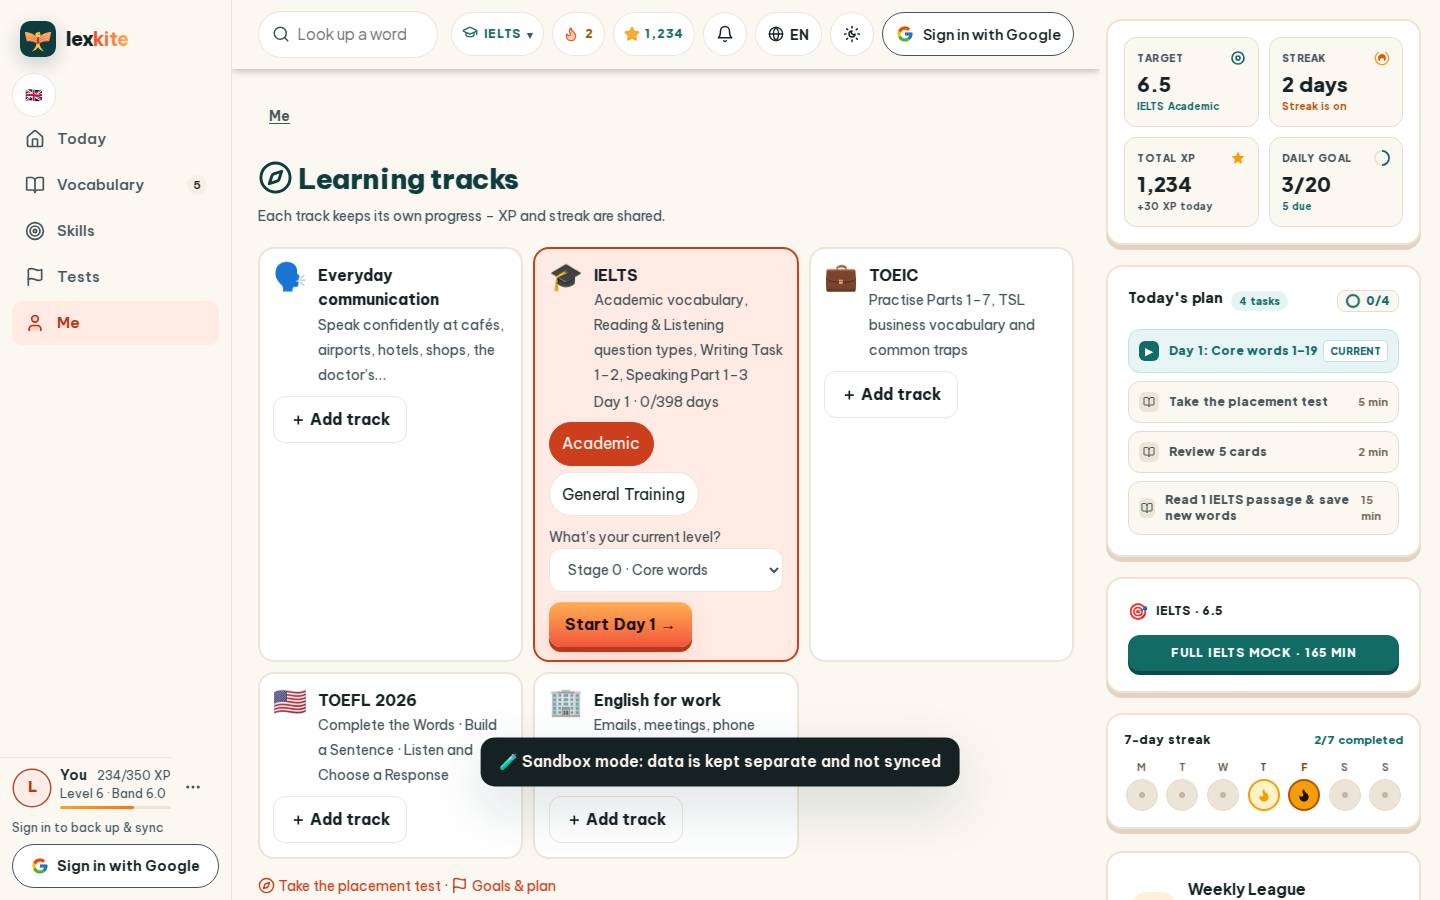 lexkite
Today
Vocabulary
5
Skills
Tests
Me
You
234/350 XP
Level 6 · Band 6.0
L
Sign in to back up & sync
Sign in with Google
Look up a word
IELTS ▾
2
1,234
EN
Sign in with Google
Me
Learning tracks
Each track keeps its own progress – XP and streak are shared.
Everyday
communication
Speak confidently at cafés,
airports, hotels, shops, the
doctor's…
+ Add track
IELTS
Academic vocabulary,
Reading & Listening
question types, Writing Task
1–2, Speaking Part 1–3
Day 1 · 0/398 days
Academic
General Training
What's your current level?
Stage 0 · Core words
Start Day 1 →
TOEIC
Practise Parts 1–7, TSL
business vocabulary and
common traps
+ Add track
TOEFL 2026
Complete the Words · Build
a Sentence · Listen and
Choose a Response
+ Add track
English for work
Emails, meetings, phone
+ Add track
Sandbox mode: data is kept separate and not synced
Take the placement test · Goals & plan
TARGET
6.5
IELTS Academic
STREAK
2 days
Streak is on
TOTAL XP
1,234
+30 XP today
DAILY GOAL
3/20
5 due
Today's plan
4 tasks
0/4
Day 1: Core words 1–19
CURRENT
Take the placement test
5 min
Review 5 cards
2 min
Read 1 IELTS passage & save
new words
15
min
IELTS · 6.5
FULL IELTS MOCK · 165 MIN
7-day streak
2/7 completed
M T W T F S S
Weekly League